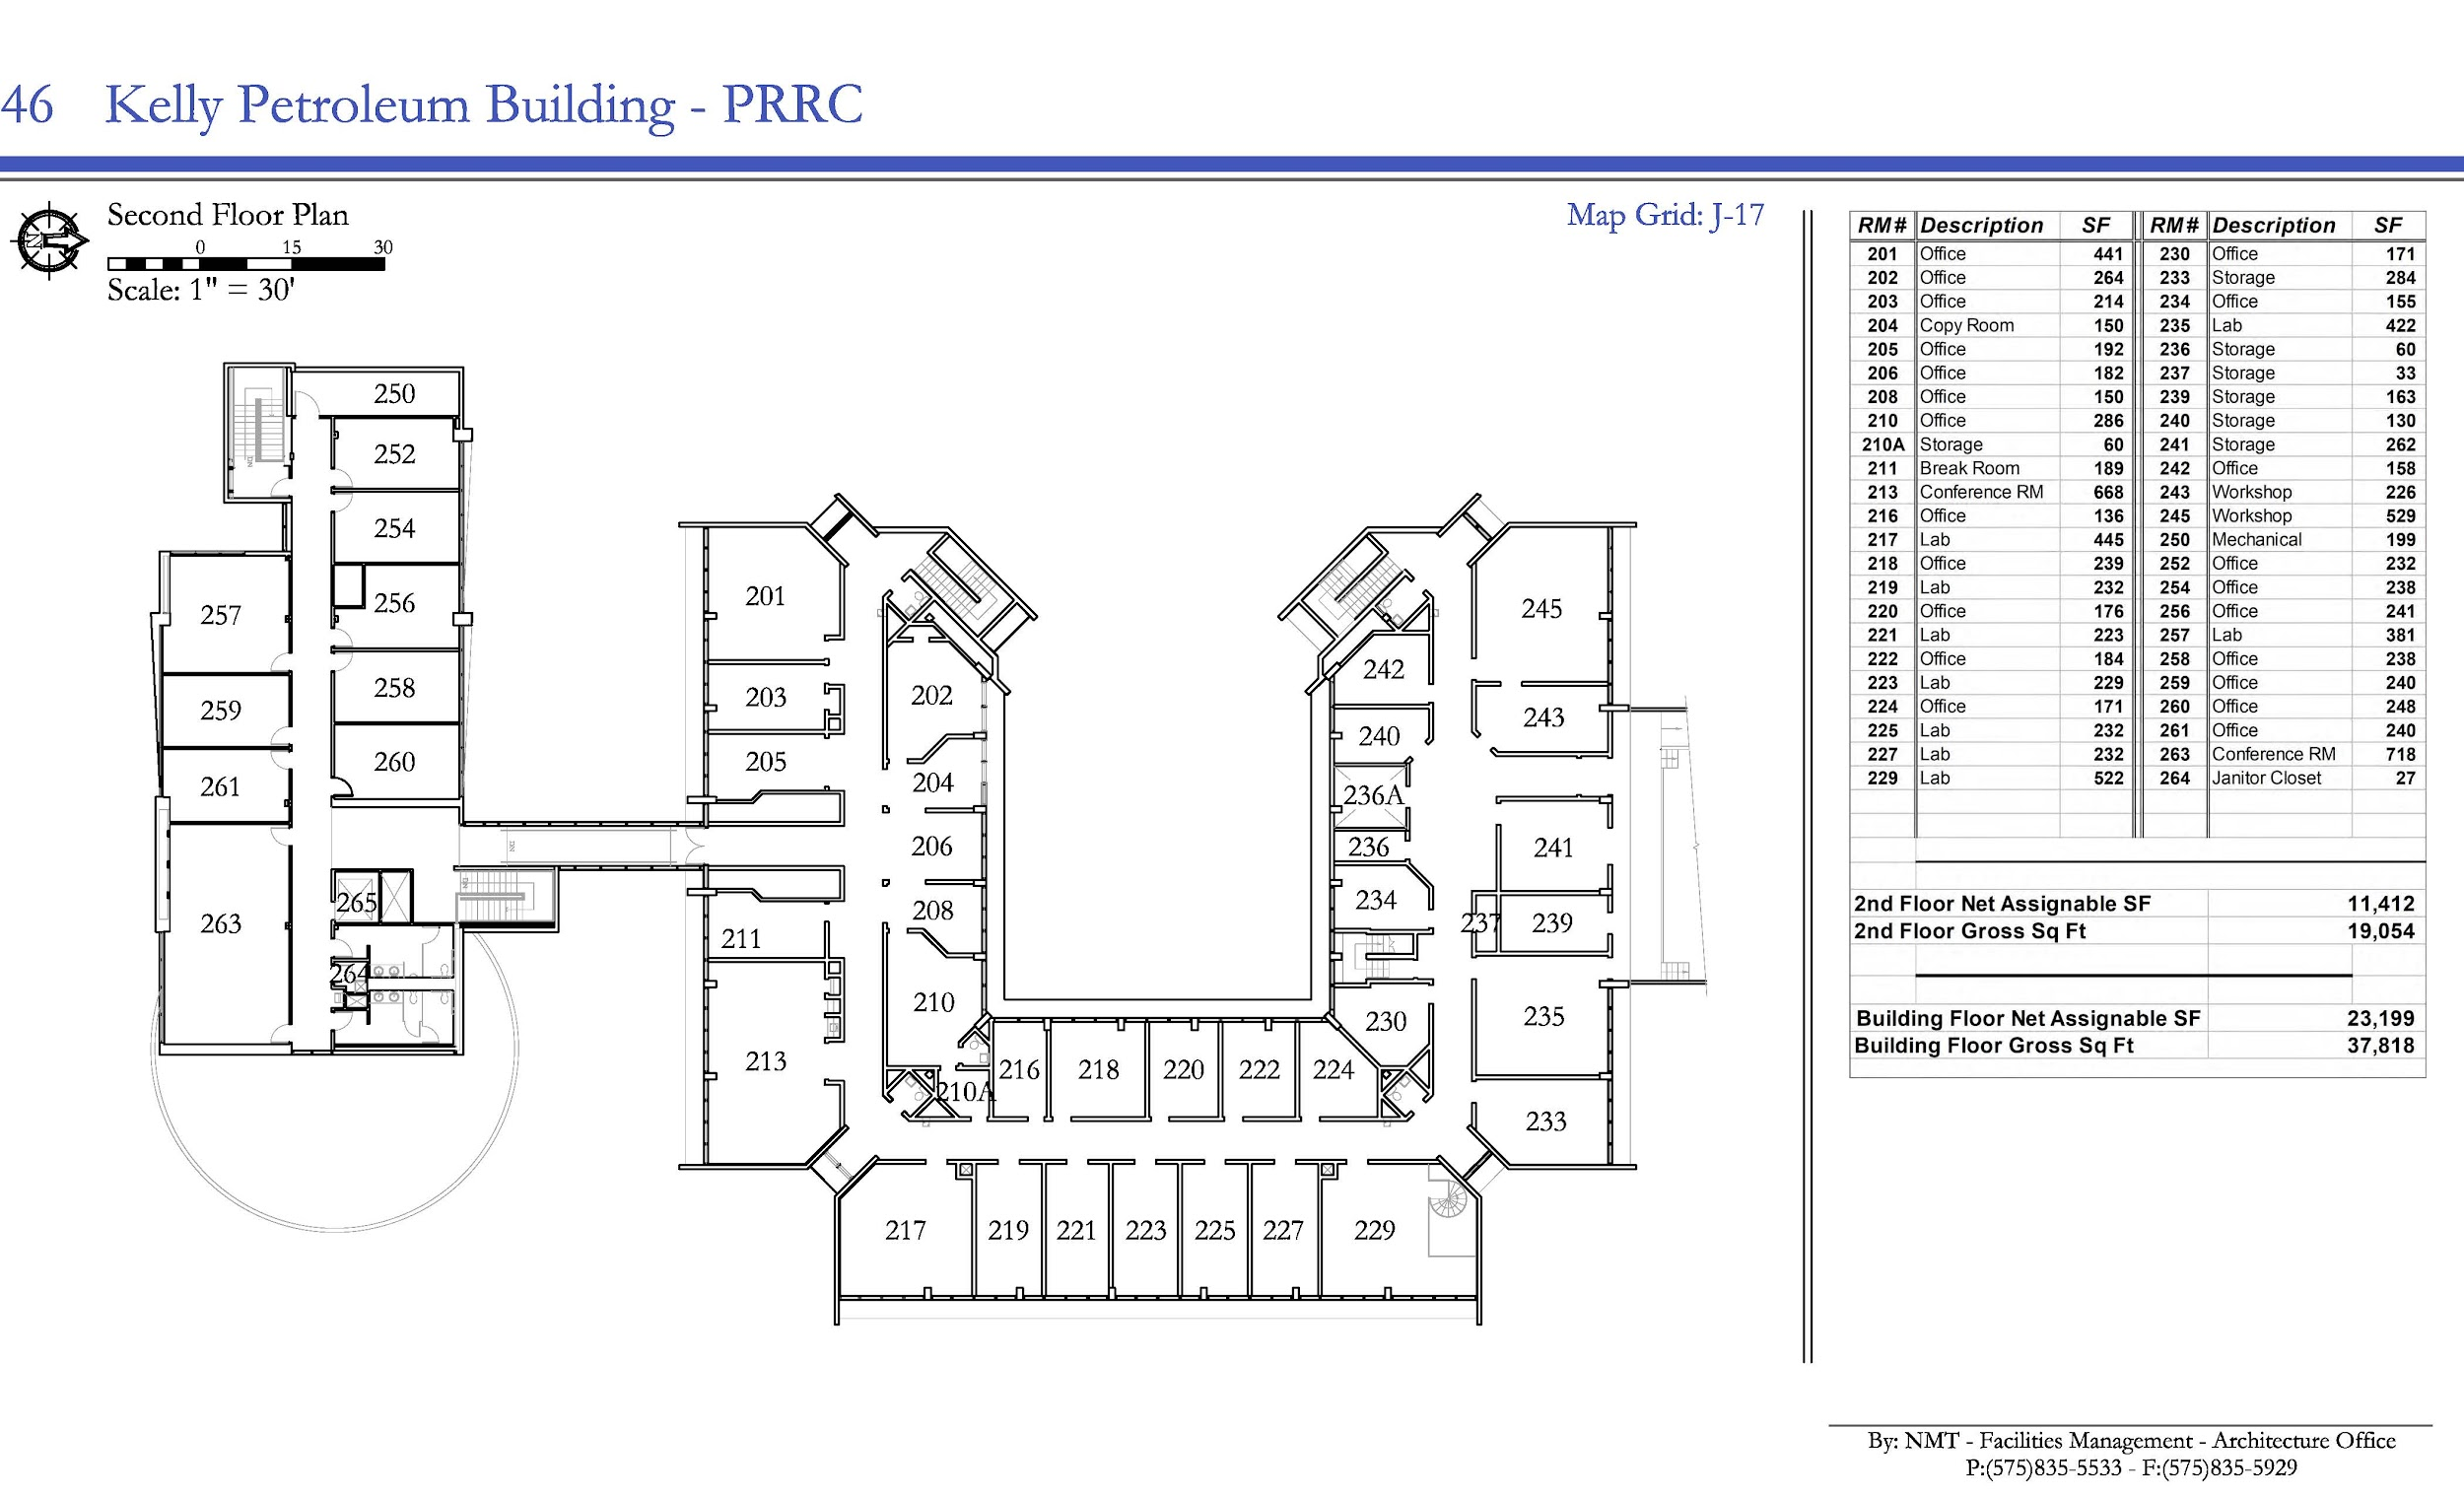 46 Kelly Petroleum Building - PRRC
Second Floor Plan
Map Grid: J-17
0 15 30
Scale: 1" = 30'
N
RM# Description SF RM# Description SF
201 Office 441 230 Office 171
202 Office 264 233 Storage 284
203 Office 214 234 Office 155
204 Copy Room 150 235 Lab 422
205 Office 192 236 Storage 60
206 Office 182 237 Storage 33
208 Office 150 239 Storage 163
210 Office 286 240 Storage 130
210A Storage 60 241 Storage 262
211 Break Room 189 242 Office 158
213 Conference RM 668 243 Workshop 226
216 Office 136 245 Workshop 529
217 Lab 445 250 Mechanical 199
218 Office 239 252 Office 232
219 Lab 232 254 Office 238
220 Office 176 256 Office 241
221 Lab 223 257 Lab 381
222 Office 184 258 Office 238
223 Lab 229 259 Office 240
224 Office 171 260 Office 248
225 Lab 232 261 Office 240
227 Lab 232 263 Conference RM 718
229 Lab 522 264 Janitor Closet 27
2nd Floor Net Assignable SF 11,412
2nd Floor Gross Sq Ft 19,054
Building Floor Net Assignable SF 23,199
Building Floor Gross Sq Ft 37,818
250
252
DN
254
256
257
258
259
260
261
DN
265
DN
263
264
201
203
202
205
204
206
208
211
210
213
210A
216
218
220
222
224
217
219
221
223
225
227
229
245
242
243
240
236A
236
241
234
237
239
230
235
233
By: NMT - Facilities Management - Architecture Office
P:(575)835-5533 - F:(575)835-5929